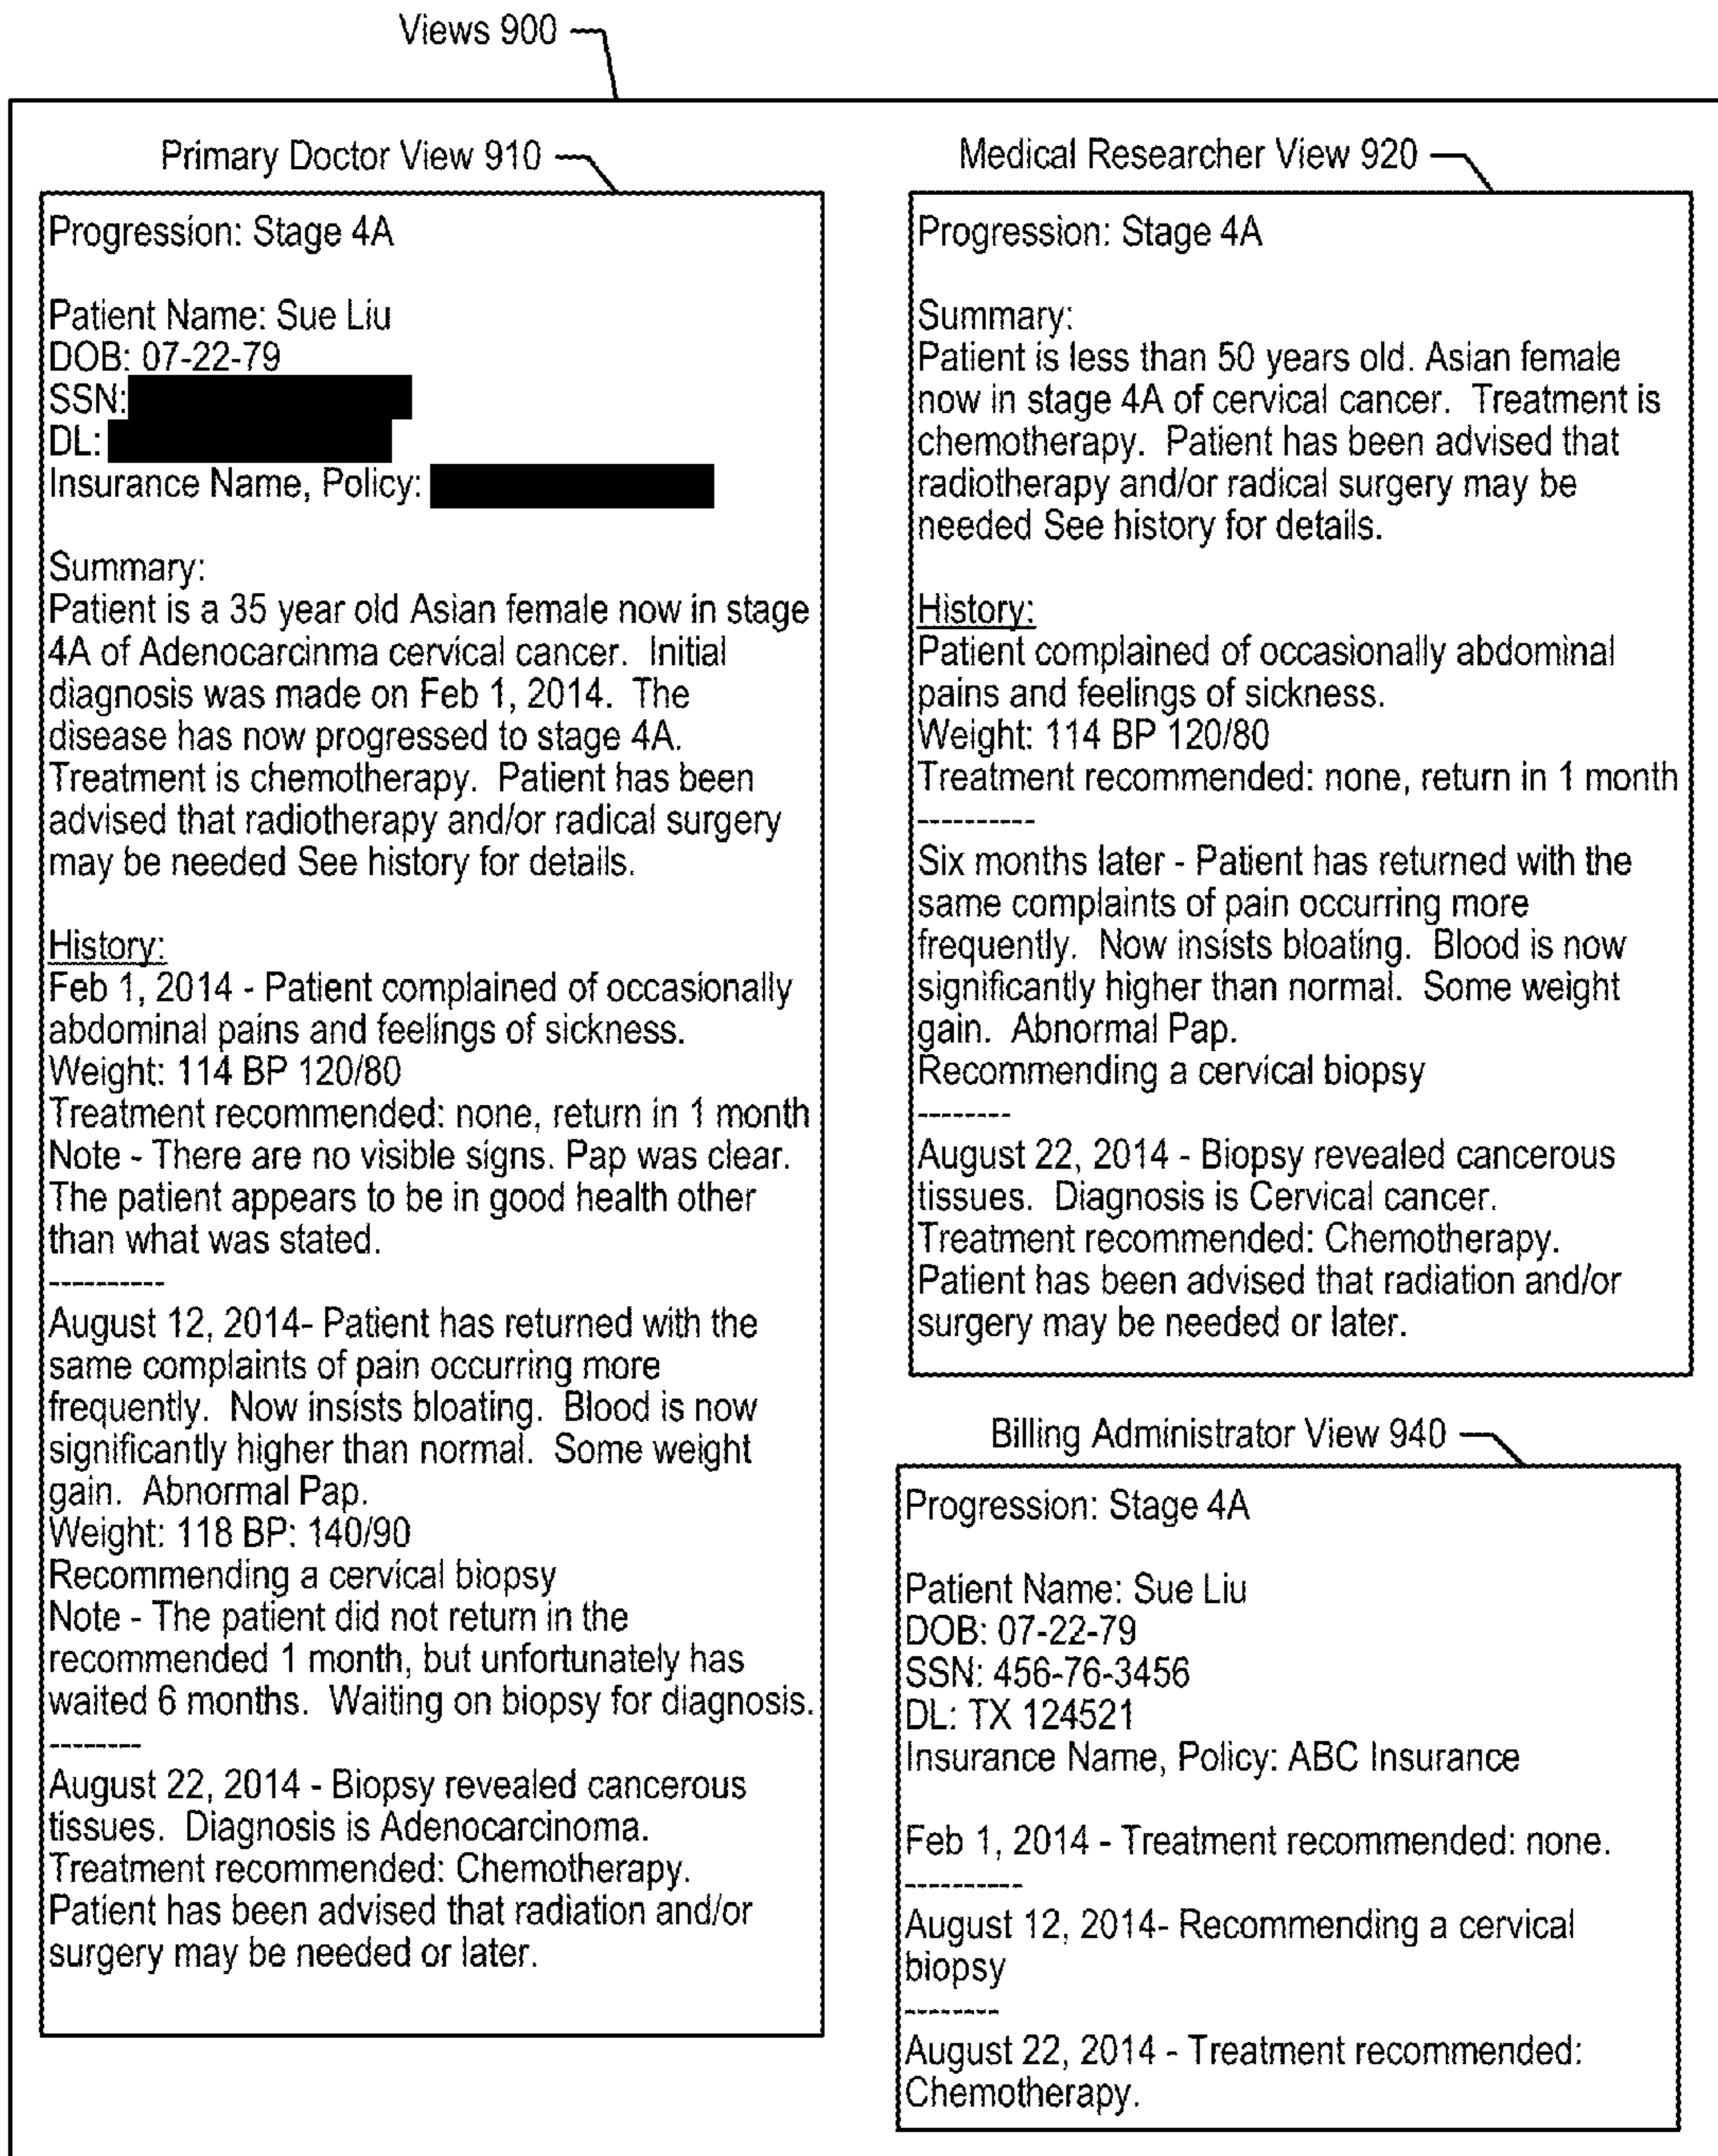 Views 900
Primary Doctor View 910
Progression: Stage 4A
Patient Name: Sue Liu
DOB: 07-22-79
SSN:
DL:
Insurance Name, Policy:
Summary:
Patient is a 35 year old Asian female now in stage
4A of Adenocarcinma cervical cancer. Initial
diagnosis was made on Feb 1, 2014. The
disease has now progressed to stage 4A.
Treatment is chemotherapy. Patient has been
advised that radiotherapy and/or radical surgery
may be needed See history for details.
History:
Feb 1, 2014 - Patient complained of occasionally
abdominal pains and feelings of sickness.
Weight: 114 BP 120/80
Treatment recommended: none, return in 1 month
Note - There are no visible signs. Pap was clear.
The patient appears to be in good health other
than what was stated.
----------
August 12, 2014- Patient has returned with the
same complaints of pain occurring more
frequently. Now insists bloating. Blood is now
significantly higher than normal. Some weight
gain. Abnormal Pap.
Weight: 118 BP: 140/90
Recommending a cervical biopsy
Note - The patient did not return in the
recommended 1 month, but unfortunately has
waited 6 months. Waiting on biopsy for diagnosis.
--------
August 22, 2014 - Biopsy revealed cancerous
tissues. Diagnosis is Adenocarcinoma.
Treatment recommended: Chemotherapy.
Patient has been advised that radiation and/or
surgery may be needed or later.
Medical Researcher View 920
Progression: Stage 4A
Summary:
Patient is less than 50 years old. Asian female
now in stage 4A of cervical cancer. Treatment is
chemotherapy. Patient has been advised that
radiotherapy and/or radical surgery may be
needed See history for details.
History:
Patient complained of occasionally abdominal
pains and feelings of sickness.
Weight: 114 BP 120/80
Treatment recommended: none, return in 1 month
----------
Six months later - Patient has returned with the
same complaints of pain occurring more
frequently. Now insists bloating. Blood is now
significantly higher than normal. Some weight
gain. Abnormal Pap.
Recommending a cervical biopsy
--------
August 22, 2014 - Biopsy revealed cancerous
tissues. Diagnosis is Cervical cancer.
Treatment recommended: Chemotherapy.
Patient has been advised that radiation and/or
surgery may be needed or later.
Billing Administrator View 940
Progression: Stage 4A
Patient Name: Sue Liu
DOB: 07-22-79
SSN: 456-76-3456
DL: TX 124521
Insurance Name, Policy: ABC Insurance
Feb 1, 2014 - Treatment recommended: none.
----------
August 12, 2014- Recommending a cervical
biopsy
--------
August 22, 2014 - Treatment recommended:
Chemotherapy.